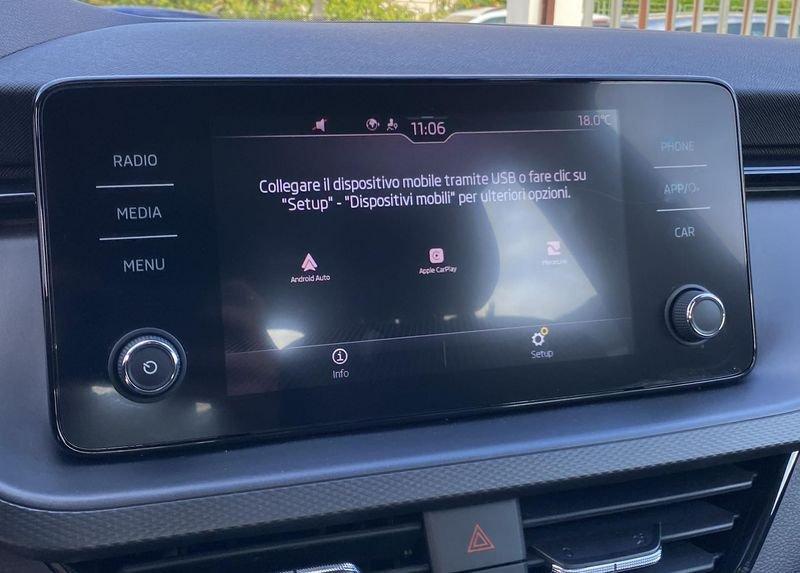 11:06
18.0°C
RADIO
MEDIA
MENU
PHONE
CAR
Collegare il dispositivo mobile tramite USB o fare clic su
"Setup" - "Dispositivi mobili" per ulteriori opzioni.
Android Auto
Apple CarPlay
MirrorLink
Info
Setup